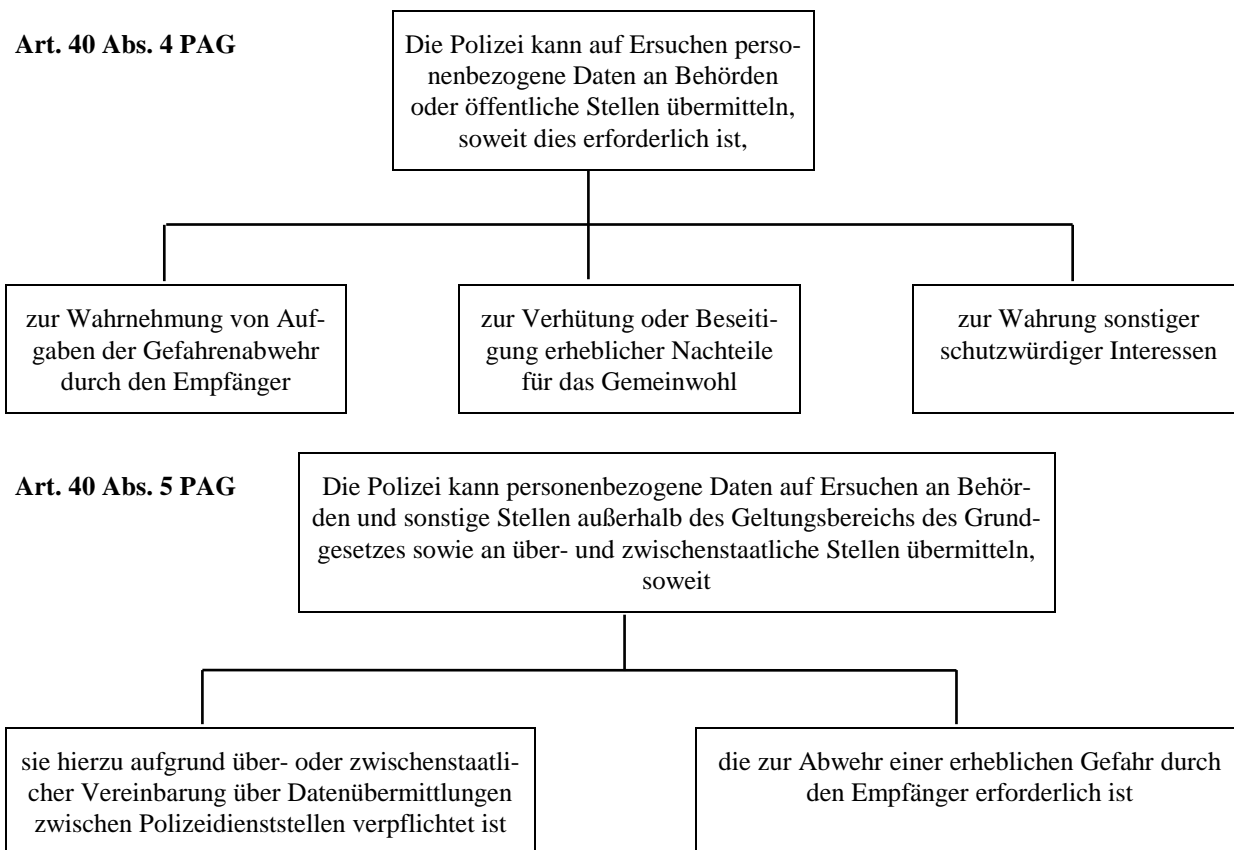 Art. 40 Abs. 4 PAG
Die Polizei kann auf Ersuchen perso-
nenbezogene Daten an Behörden
oder öffentliche Stellen übermitteln,
soweit dies erforderlich ist,
zur Wahrnehmung von Auf-
gaben der Gefahrenabwehr
durch den Empfänger
zur Verhütung oder Beseiti-
gung erheblicher Nachteile
für das Gemeinwohl
zur Wahrung sonstiger
schutzwürdiger Interessen
Art. 40 Abs. 5 PAG
Die Polizei kann personenbezogene Daten auf Ersuchen an Behör-
den und sonstige Stellen außerhalb des Geltungsbereichs des Grund-
gesetzes sowie an über- und zwischenstaatliche Stellen übermitteln,
soweit
sie hierzu aufgrund über- oder zwischenstaatli-
cher Vereinbarung über Datenübermittlungen
zwischen Polizeidienststellen verpflichtet ist
die zur Abwehr einer erheblichen Gefahr durch
den Empfänger erforderlich ist